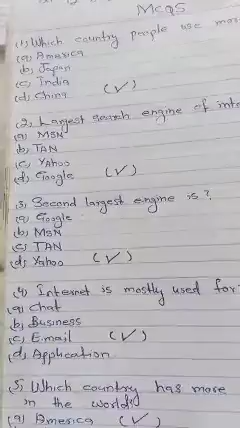 MCQS
(1) Which country people use mor
(a) America
(b) Japan
(c) India
(d) China (✓)
(2) Largest search engine of inte
(a) MSN
(b) TAN
(c) Yahoo
(d) Google (✓)
(3) Second largest engine is?
(a) Google
(b) MSN
(c) TAN
(d) Yahoo (✓)
(4) Internet is mostly used for
(a) Chat
(b) Business
(c) E.mail (✓)
(d) Application
(5) Which country has more
in the world?
(a) America (✓)